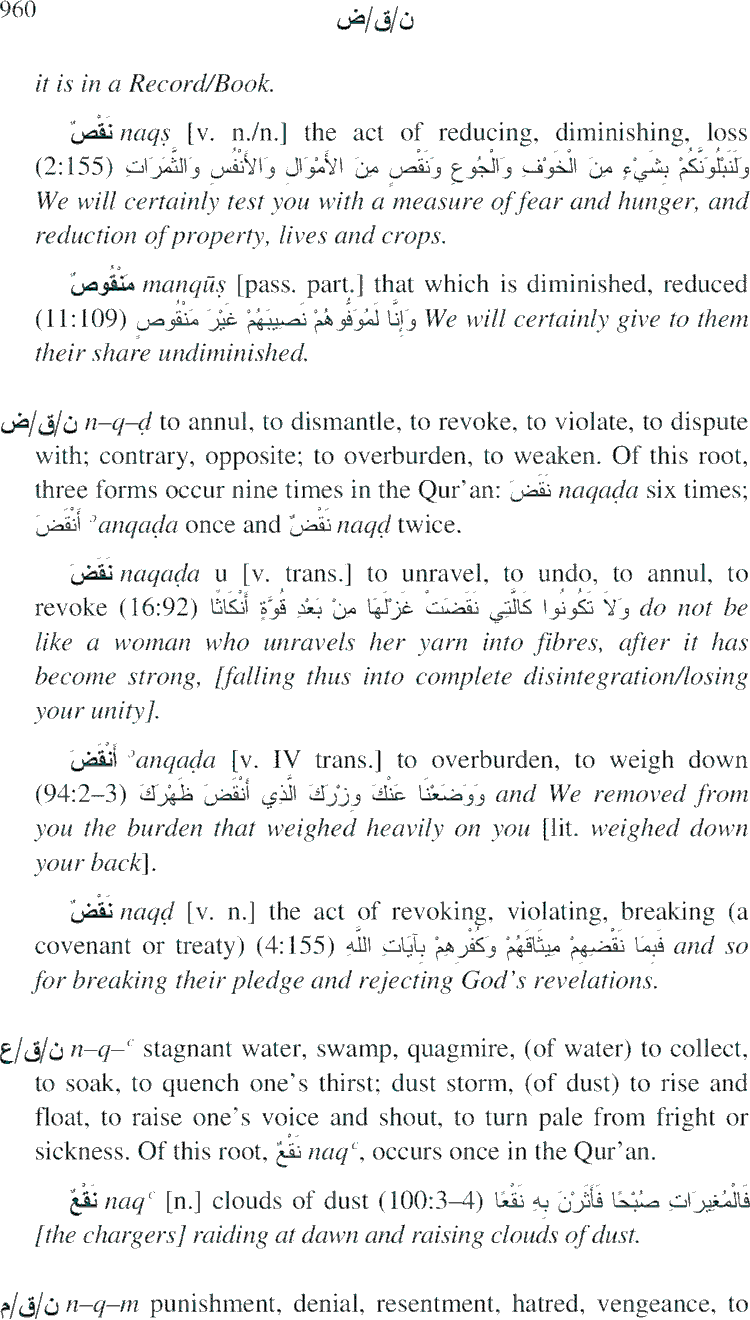 960
ن/ق/ض
it is in a Record/Book.
نَقْصٌ naqṣ [v. n./n.] the act of reducing, diminishing, loss
(2:155) وَلَنَبْلُوَنَّكُمْ بِشَيْءٍ مِنَ الْخَوْفِ وَالْجُوعِ وَنَقْصٍ مِنَ الأَمْوَالِ وَالأَنْفُسِ وَالثَّمَرَاتِ
We will certainly test you with a measure of fear and hunger, and
reduction of property, lives and crops.
مَنْقُوصٌ manqūṣ [pass. part.] that which is diminished, reduced
(11:109) وَإِنَّا لَمُوَفُّوهُمْ نَصِيبَهُمْ غَيْرَ مَنْقُوصٍ We will certainly give to them
their share undiminished.
ن/ق/ض n–q–ḍ to annul, to dismantle, to revoke, to violate, to dispute
with; contrary, opposite; to overburden, to weaken. Of this root,
three forms occur nine times in the Qur’an: نَقَضَ naqaḍa six times;
أَنْقَضَ ʾanqaḍa once and نَقْضٌ naqḍ twice.
نَقَضَ naqaḍa u [v. trans.] to unravel, to undo, to annul, to
revoke (16:92) وَلاَ تَكُونُوا كَالَّتِي نَقَضَتْ غَزْلَهَا مِنْ بَعْدِ قُوَّةٍ أَنْكَاثًا do not be
like a woman who unravels her yarn into fibres, after it has
become strong, [falling thus into complete disintegration/losing
your unity].
أَنْقَضَ ʾanqaḍa [v. IV trans.] to overburden, to weigh down
(94:2–3) وَوَضَعْنَا عَنْكَ وِزْرَكَ الَّذِي أَنْقَضَ ظَهْرَكَ and We removed from
you the burden that weighed heavily on you [lit. weighed down
your back].
نَقْضٌ naqḍ [v. n.] the act of revoking, violating, breaking (a
covenant or treaty) (4:155) فَبِمَا نَقْضِهِمْ مِيثَاقَهُمْ وَكُفْرِهِمْ بِآيَاتِ اللَّهِ and so
for breaking their pledge and rejecting God’s revelations.
ن/ق/ع n–q–ʿ stagnant water, swamp, quagmire, (of water) to collect,
to soak, to quench one’s thirst; dust storm, (of dust) to rise and
float, to raise one’s voice and shout, to turn pale from fright or
sickness. Of this root, نَقْعٌ naqʿ, occurs once in the Qur’an.
نَقْعٌ naqʿ [n.] clouds of dust (100:3–4) فَالْمُغِيرَاتِ صُبْحًا فَأَثَرْنَ بِهِ نَقْعًا
[the chargers] raiding at dawn and raising clouds of dust.
ن/ق/م n–q–m punishment, denial, resentment, hatred, vengeance, to